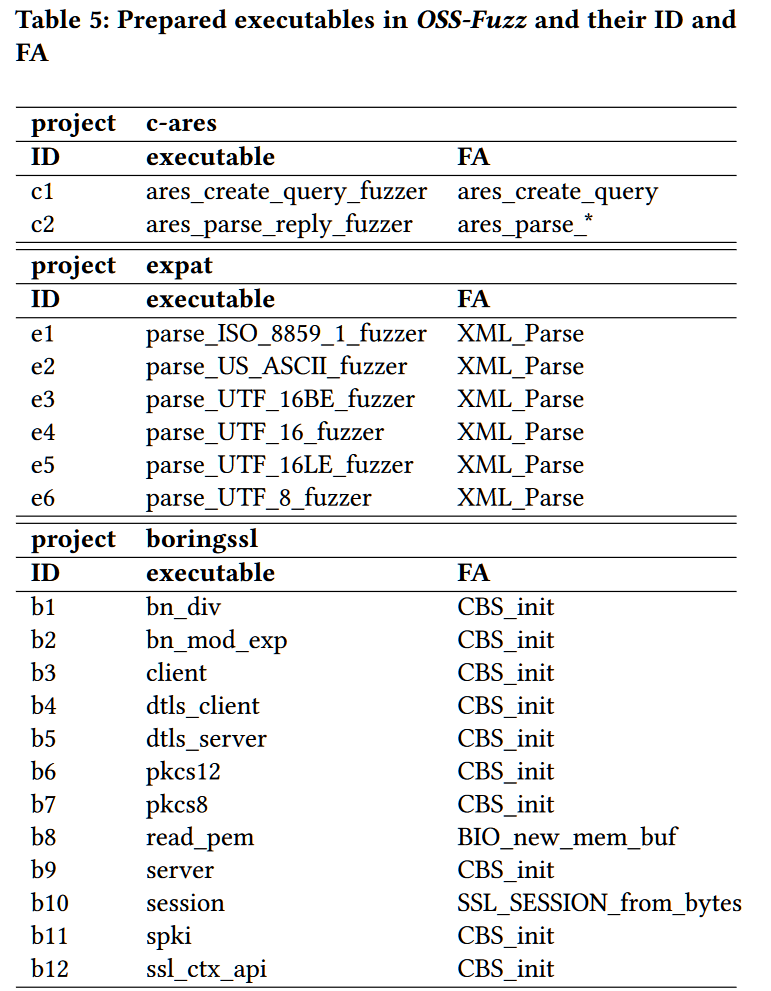 Table 5: Prepared executables in OSS-Fuzz and their ID and
FA
project c-ares
ID executable FA
c1 ares_create_query_fuzzer ares_create_query
c2 ares_parse_reply_fuzzer ares_parse_*
project expat
ID executable FA
e1 parse_ISO_8859_1_fuzzer XML_Parse
e2 parse_US_ASCII_fuzzer XML_Parse
e3 parse_UTF_16BE_fuzzer XML_Parse
e4 parse_UTF_16_fuzzer XML_Parse
e5 parse_UTF_16LE_fuzzer XML_Parse
e6 parse_UTF_8_fuzzer XML_Parse
project boringssl
ID executable FA
b1 bn_div CBS_init
b2 bn_mod_exp CBS_init
b3 client CBS_init
b4 dtls_client CBS_init
b5 dtls_server CBS_init
b6 pkcs12 CBS_init
b7 pkcs8 CBS_init
b8 read_pem BIO_new_mem_buf
b9 server CBS_init
b10 session SSL_SESSION_from_bytes
b11 spki CBS_init
b12 ssl_ctx_api CBS_init